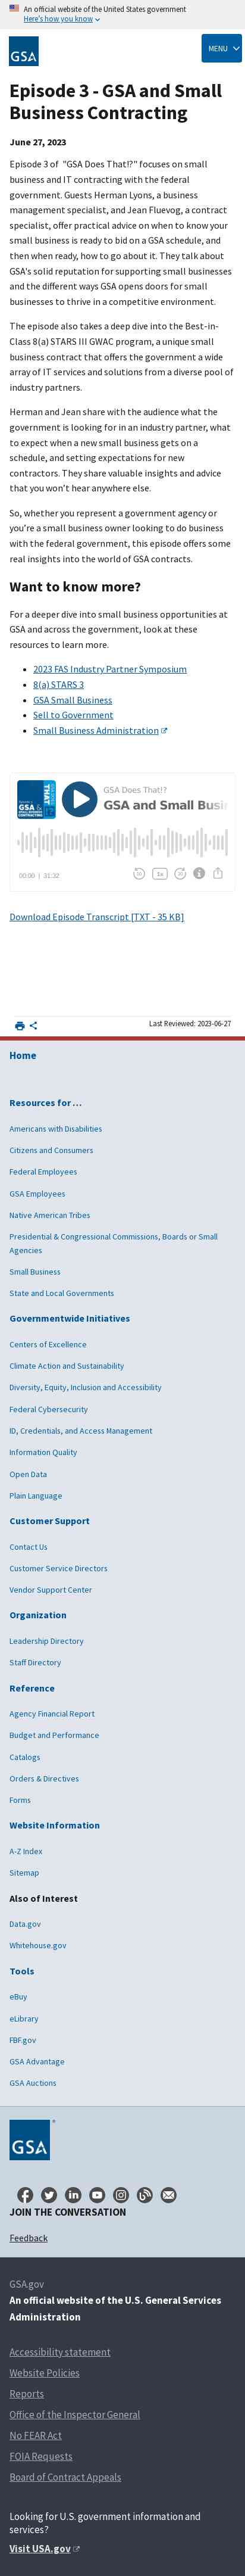 An official website of the United States government
Here's how you know
GSA
MENU
Episode 3 - GSA and Small
Business Contracting
June 27, 2023
Episode 3 of "GSA Does That!?" focuses on small
business and IT contracting with the federal
government. Guests Herman Lyons, a business
management specialist, and Jean Fluevog, a contract
specialist, offer practical advice on when to know your
small business is ready to bid on a GSA schedule, and
then when ready, how to go about it. They talk about
GSA's solid reputation for supporting small businesses
and the different ways GSA opens doors for small
businesses to thrive in a competitive environment.
The episode also takes a deep dive into the Best-in-
Class 8(a) STARS III GWAC program, a unique small
business contract that offers the government a wide
array of IT services and solutions from a diverse pool of
industry partners.
Herman and Jean share with the audience what the
government is looking for in an industry partner, what
to expect when a new small business gets on a
schedule, and setting expectations for new
contractors. They provide valuable insights and advice
that you won't hear anywhere else.
So, whether you represent a government agency or
you're a small business owner looking to do business
with the federal government, this episode offers some
real insights into the world of GSA contracts.
Want to know more?
For a deeper dive into small business opportunities at
GSA and across the government, look at these
resources to learn more.
2023 FAS Industry Partner Symposium
8(a) STARS 3
GSA Small Business
Sell to Government
Small Business Administration
GSA Does That!?
GSA and Small Busin
00:00 | 31:32
1x
Download Episode Transcript [TXT - 35 KB]
Last Reviewed: 2023-06-27
Home
Resources for …
Americans with Disabilities
Citizens and Consumers
Federal Employees
GSA Employees
Native American Tribes
Presidential & Congressional Commissions, Boards or Small
Agencies
Small Business
State and Local Governments
Governmentwide Initiatives
Centers of Excellence
Climate Action and Sustainability
Diversity, Equity, Inclusion and Accessibility
Federal Cybersecurity
ID, Credentials, and Access Management
Information Quality
Open Data
Plain Language
Customer Support
Contact Us
Customer Service Directors
Vendor Support Center
Organization
Leadership Directory
Staff Directory
Reference
Agency Financial Report
Budget and Performance
Catalogs
Orders & Directives
Forms
Website Information
A-Z Index
Sitemap
Also of Interest
Data.gov
Whitehouse.gov
Tools
eBuy
eLibrary
FBF.gov
GSA Advantage
GSA Auctions
GSA
JOIN THE CONVERSATION
Feedback
GSA.gov
An official website of the U.S. General Services
Administration
Accessibility statement
Website Policies
Reports
Office of the Inspector General
No FEAR Act
FOIA Requests
Board of Contract Appeals
Looking for U.S. government information and
services?
Visit USA.gov